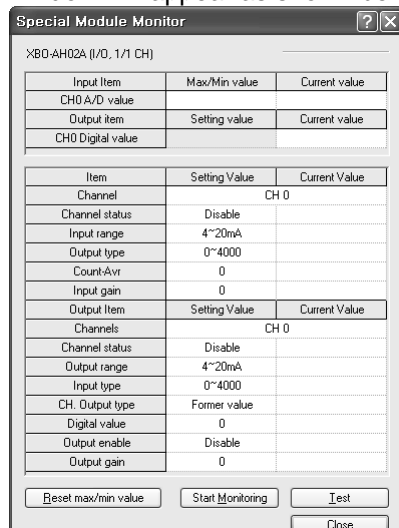 Special Module Monitor
XBO-AH02A (I/O, 1/1 CH)
Input Item Max/Min value Current value
CH0 A/D value
Output item Setting value Current value
CH0 Digital value
Item Setting Value Current Value
Channel CH 0
Channel status Disable
Input range 4~20mA
Output type 0~4000
Count-Avr 0
Input gain 0
Output Item Setting Value Current Value
Channels CH 0
Channel status Disable
Output range 4~20mA
Input type 0~4000
CH. Output type Former value
Digital value 0
Output enable Disable
Output gain 0
Reset max/min value Start Monitoring Test
Close